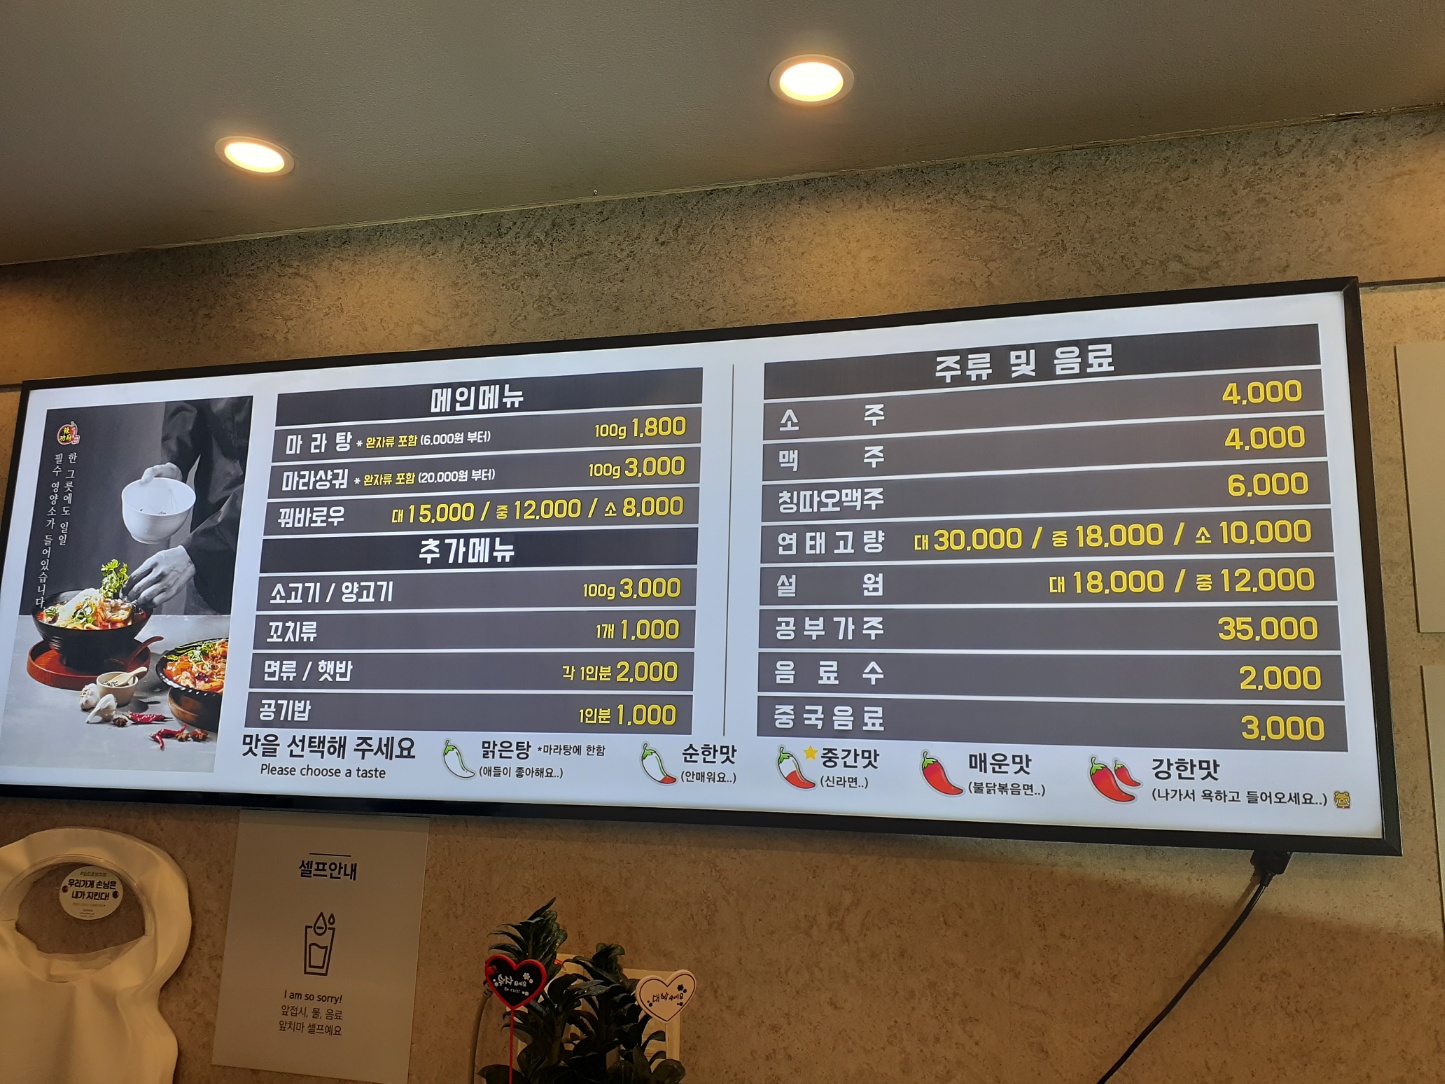 한 그릇에도 일일
필수 영양소가 들어있습니다.
메인메뉴
마라탕 * 완자류 포함 (6,000원 부터) 100g 1,800
마라샹궈 * 완자류 포함 (20,000원 부터) 100g 3,000
꿔바로우 대 15,000 / 중 12,000 / 소 8,000
추가메뉴
소고기 / 양고기 100g 3,000
꼬치류 1개 1,000
면류 / 햇반 각 1인분 2,000
공기밥 1인분 1,000
주류 및 음료
소주 4,000
맥주 4,000
칭따오맥주 6,000
연태고량 대 30,000 / 중 18,000 / 소 10,000
설원 대 18,000 / 중 12,000
공부가주 35,000
음료수 2,000
중국음료 3,000
맛을 선택해 주세요
Please choose a taste
맑은탕 *마라탕에 한함
(애들이 좋아해요..)
순한맛
(안매워요..)
중간맛
(신라면..)
매운맛
(불닭볶음면..)
강한맛
(나가서 욕하고 들어오세요..)
우리가게 손님은
내가 지킨다!
셀프안내
I am so sorry!
앞접시, 물, 음료
앞치마 셀프예요